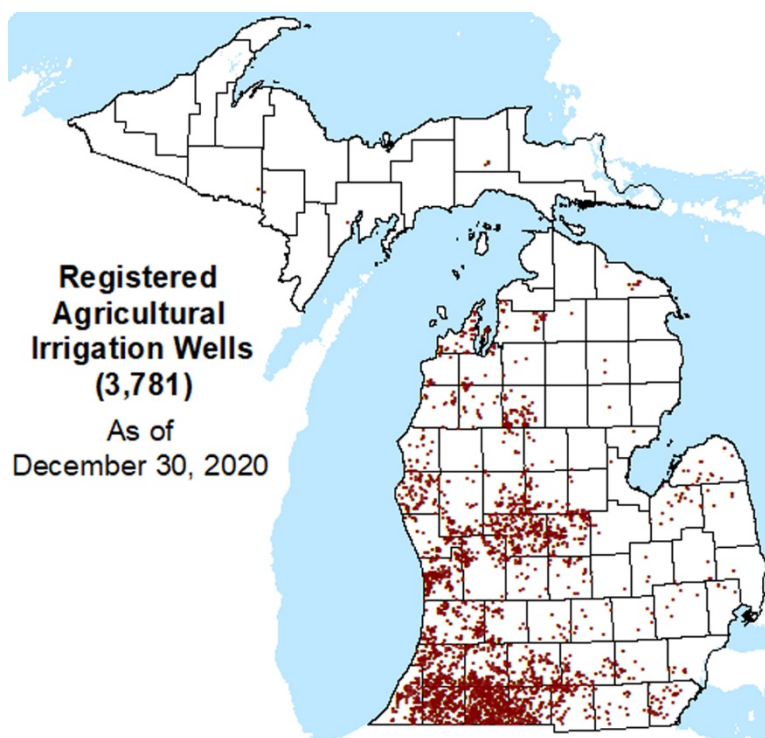 Registered
Agricultural
Irrigation Wells
(3,781)
As of
December 30, 2020